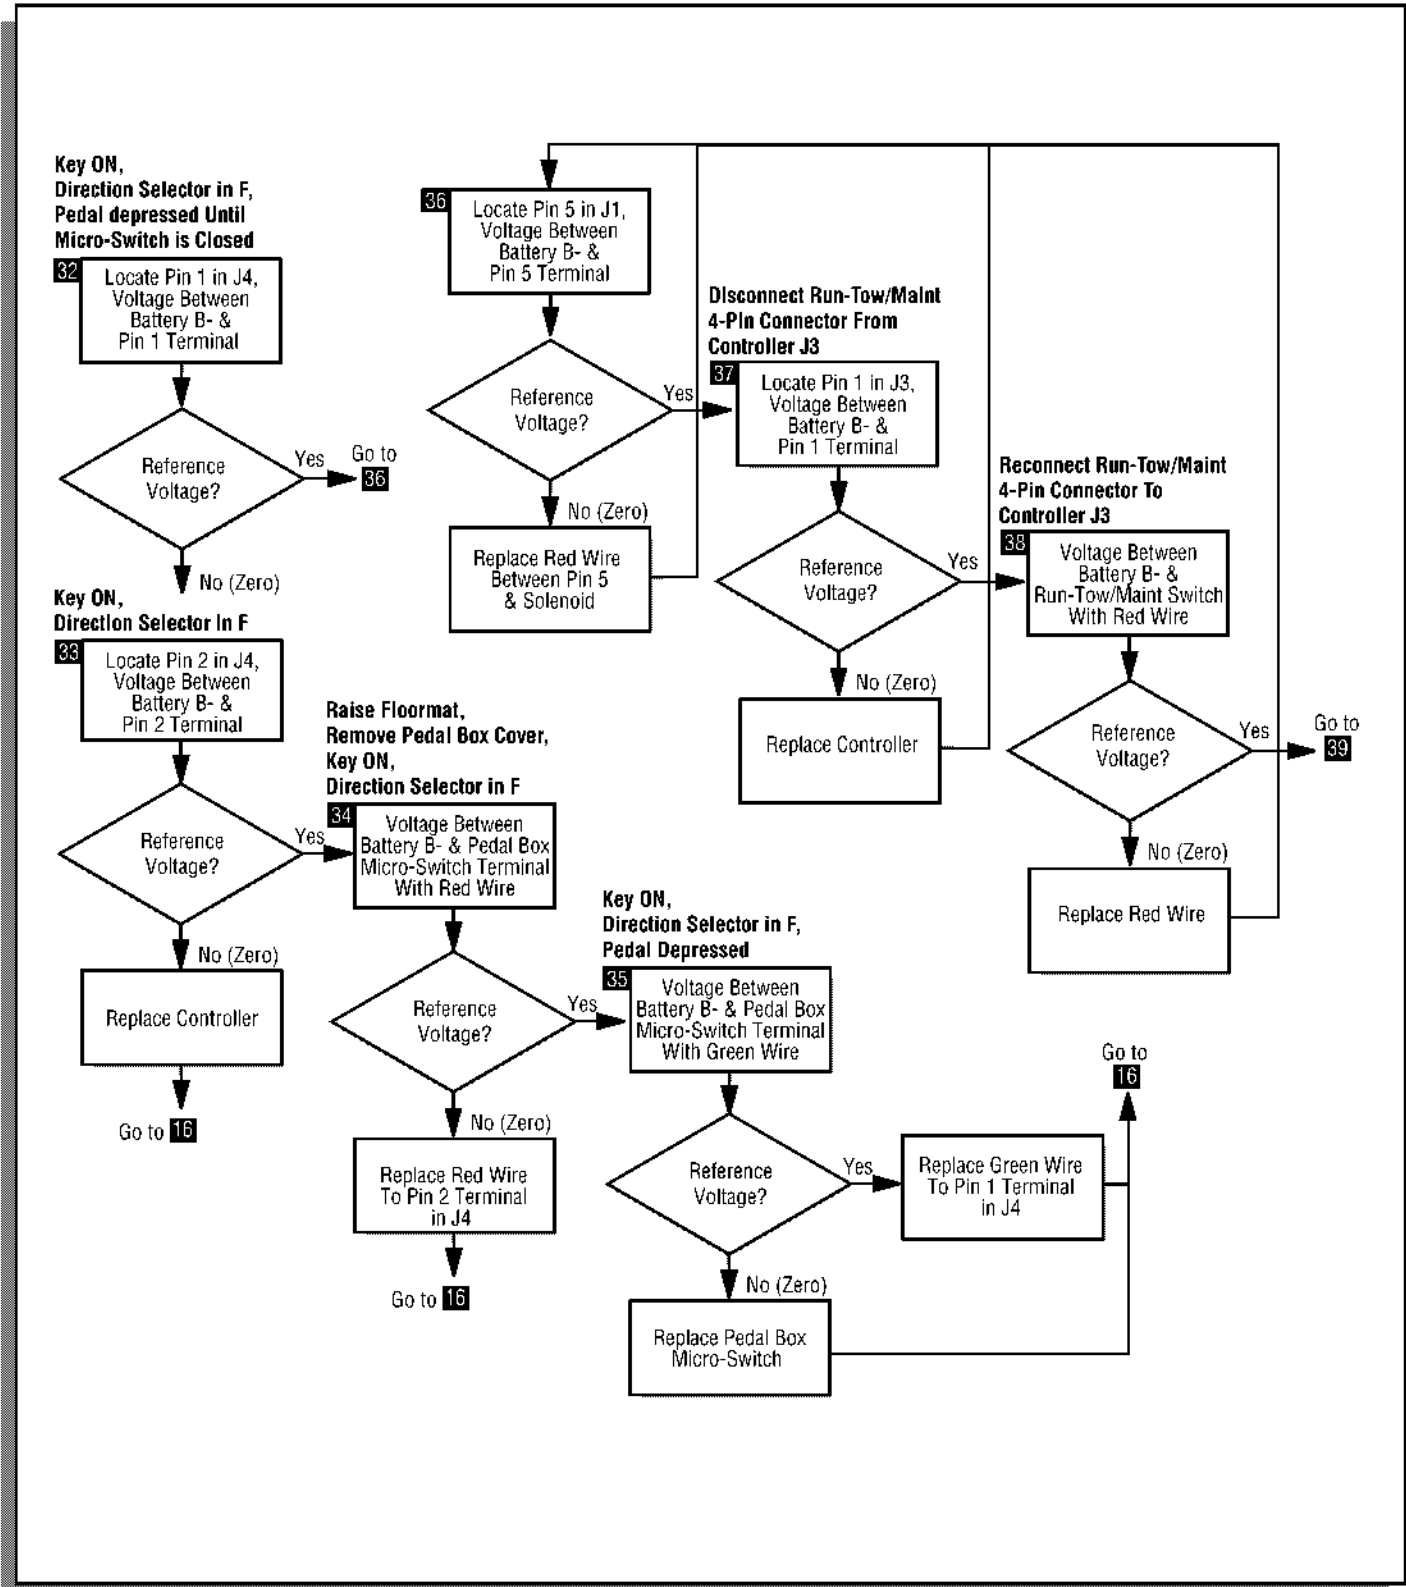 Key ON,
Direction Selector in F,
Pedal depressed Until
Micro-Switch is Closed
32
Locate Pin 1 in J4,
Voltage Between
Battery B- &
Pin 1 Terminal
Reference
Voltage?
Yes
Go to
36
No (Zero)
Key ON,
Direction Selector In F
33
Locate Pin 2 in J4,
Voltage Between
Battery B- &
Pin 2 Terminal
Reference
Voltage?
Yes
No (Zero)
Replace Controller
Go to 16
Raise Floormat,
Remove Pedal Box Cover,
Key ON,
Direction Selector in F
34
Voltage Between
Battery B- & Pedal Box
Micro-Switch Terminal
With Red Wire
Reference
Voltage?
Yes
No (Zero)
Replace Red Wire
To Pin 2 Terminal
in J4
Go to 16
Key ON,
Direction Selector in F,
Pedal Depressed
35
Voltage Between
Battery B- & Pedal Box
Micro-Switch Terminal
With Green Wire
Reference
Voltage?
Yes
Replace Green Wire
To Pin 1 Terminal
in J4
No (Zero)
Replace Pedal Box
Micro-Switch
Go to
16
36
Locate Pin 5 in J1,
Voltage Between
Battery B- &
Pin 5 Terminal
Reference
Voltage?
Yes
No (Zero)
Replace Red Wire
Between Pin 5
& Solenoid
Disconnect Run-Tow/Maint
4-Pin Connector From
Controller J3
37
Locate Pin 1 in J3,
Voltage Between
Battery B- &
Pin 1 Terminal
Reference
Voltage?
Yes
No (Zero)
Replace Controller
Reconnect Run-Tow/Maint
4-Pin Connector To
Controller J3
38
Voltage Between
Battery B- &
Run-Tow/Maint Switch
With Red Wire
Reference
Voltage?
Yes
Go to
39
No (Zero)
Replace Red Wire